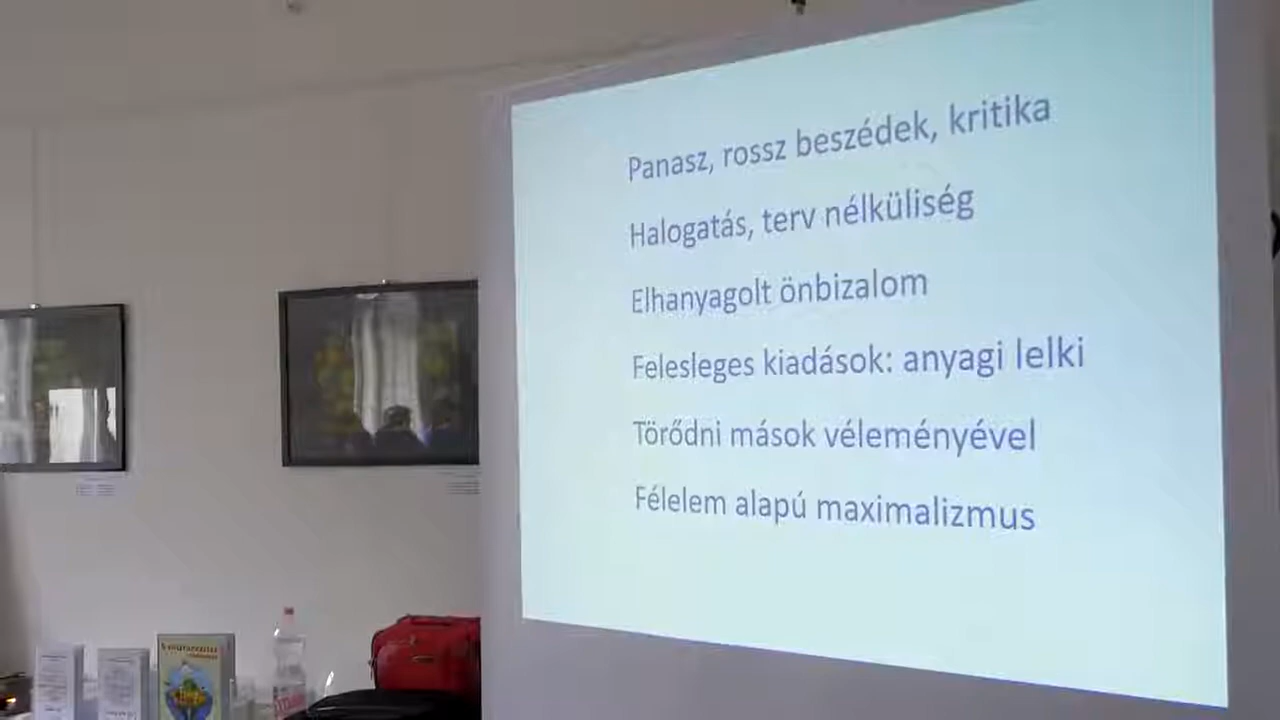 Panasz, rossz beszédek, kritika
Halogatás, terv nélküliség
Elhanyagolt önbizalom
Felesleges kiadások: anyagi lelki
Törődni mások véleményével
Félelem alapú maximalizmus